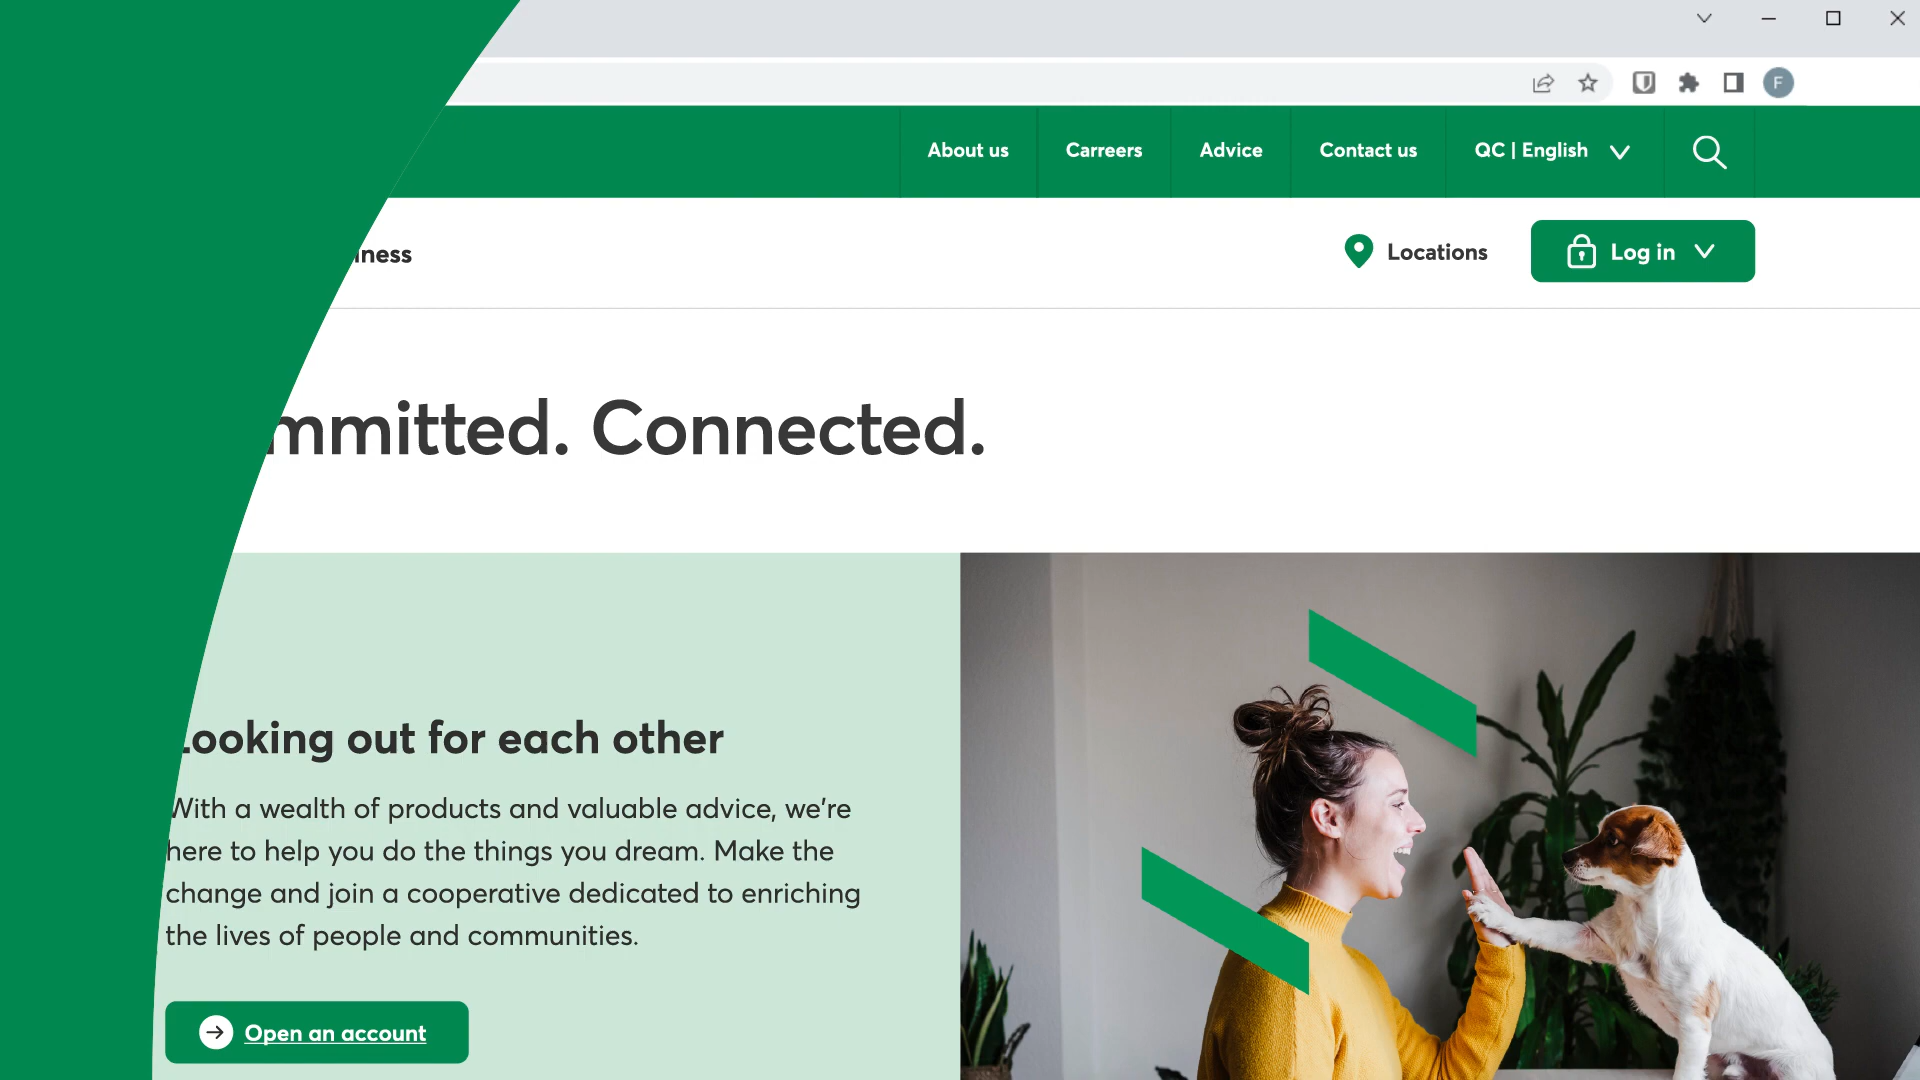 F
About us
Carreers
Advice
Contact us
QC | English
Locations
Log in
mmitted. Connected.
ooking out for each other
With a wealth of products and valuable advice, we're
here to help you do the things you dream. Make the
change and join a cooperative dedicated to enriching
the lives of people and communities.
Open an account